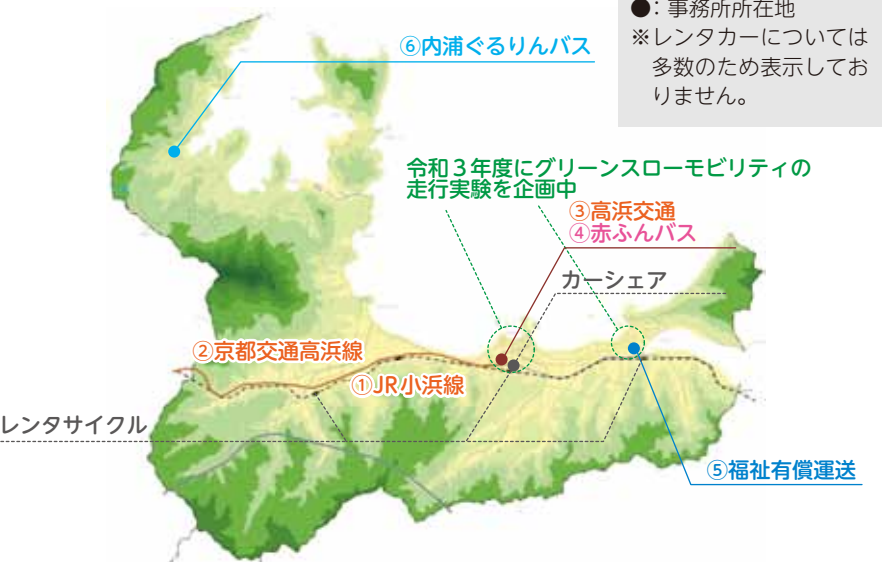 ●：事務所所在地
※レンタカーについては
多数のため表示してお
りません。
⑥内浦ぐるりんバス
令和３年度にグリーンスローモビリティの
走行実験を企画中
③高浜交通
④赤ふんバス
カーシェア
②京都交通高浜線
①JR小浜線
レンタサイクル
⑤福祉有償運送